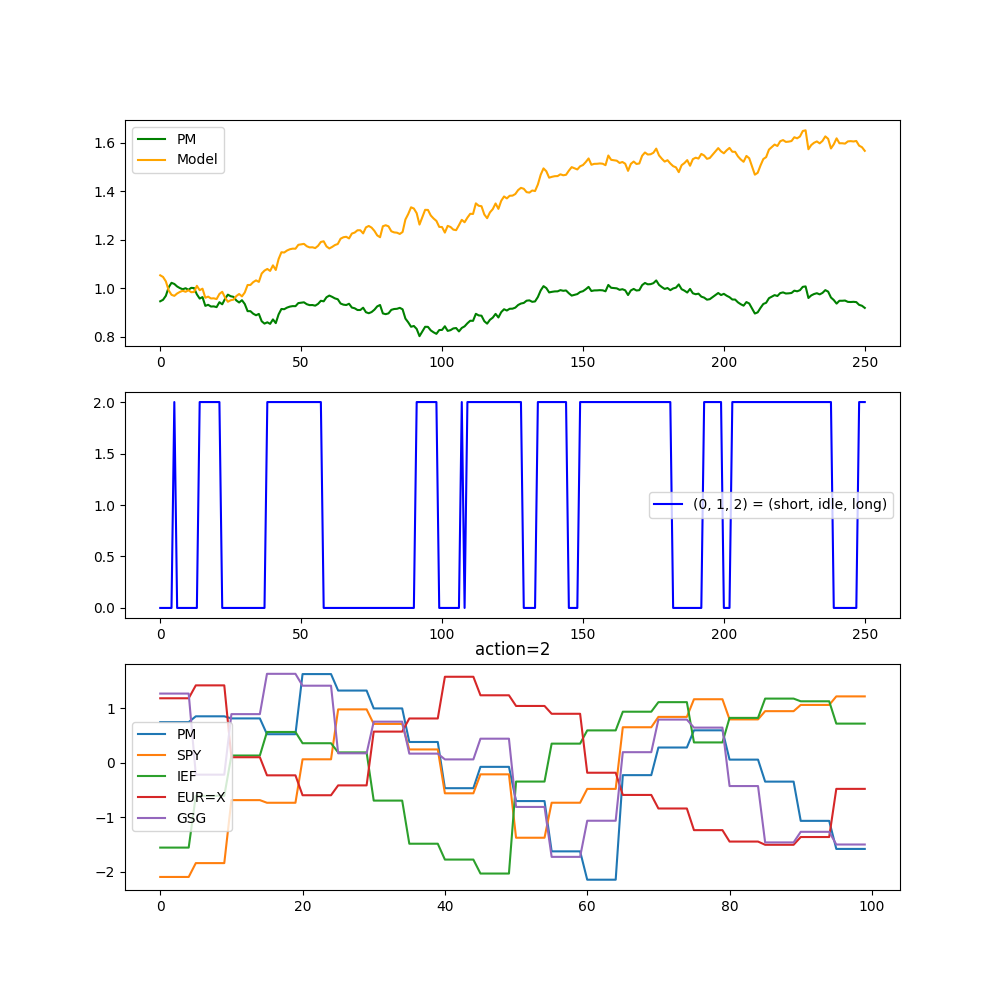 1.6
1.4
1.2
1.0
0.8
PM
Model
0 50 100 150 200 250
2.0
1.5
1.0
0.5
0.0
(0, 1, 2) = (short, idle, long)
0 50 100 150 200 250
action=2
1
0
−1
−2
PM
SPY
IEF
EUR=X
GSG
0 20 40 60 80 100